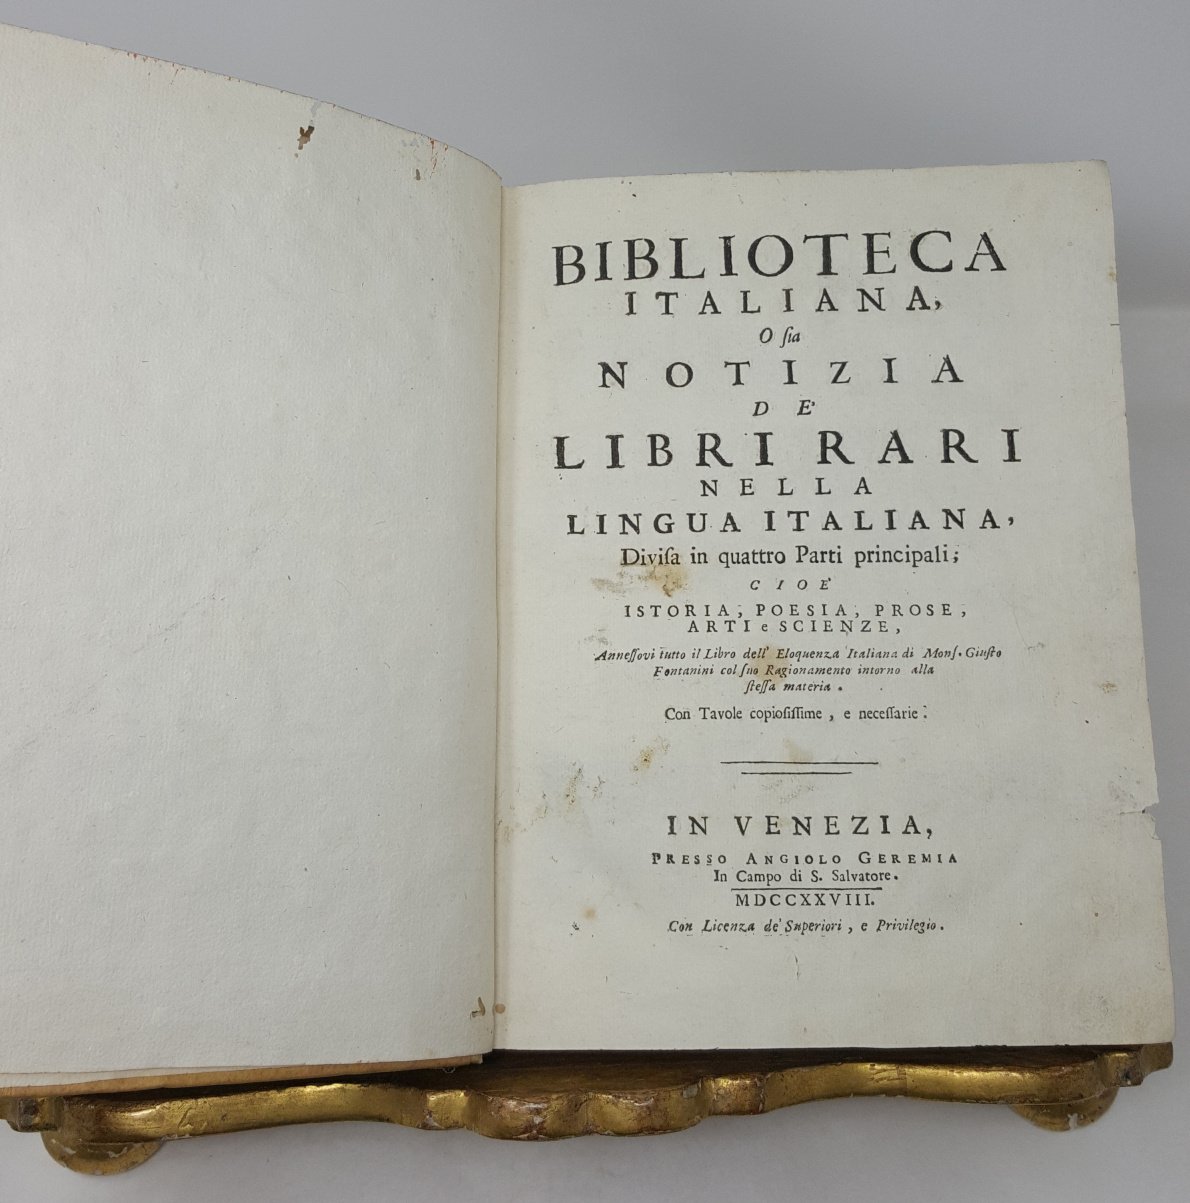 BIBLIOTECA
ITALIANA,
O ſia
NOTIZIA
DE'
LIBRI RARI
NELLA
LINGUA ITALIANA,
Diviſa in quattro Parti principali;
CIOE'
ISTORIA, POESIA, PROSE,
ARTI e SCIENZE,
Anneſſovi tutto il Libro dell' Eloquenza Italiana di Monſ. Giuſto
Fontanini col ſuo Ragionamento intorno alla
ſteſſa materia.
Con Tavole copioſiſſime, e neceſſarie.
IN VENEZIA,
PRESSO ANGIOLO GEREMIA
In Campo di S. Salvatore.
MDCCXXVIII.
Con Licenza de' Superiori, e Privilegio.